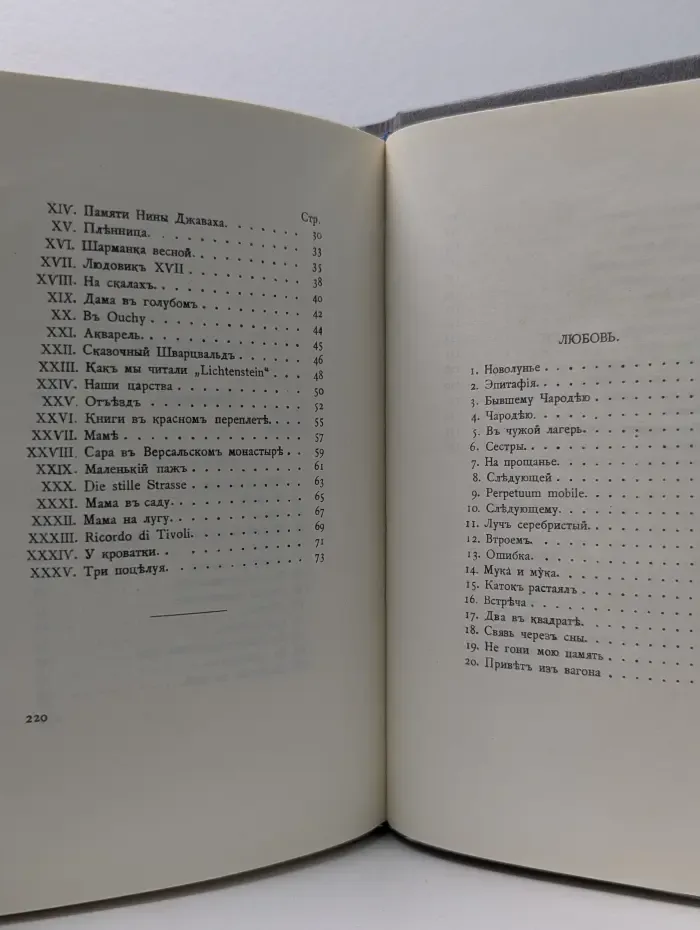 Стр.
XIV. Памяти Нины Джаваха. . . . . . . 30
XV. Плѣнница. . . . . . . . . . . 33
XVI. Шарманка весной. . . . . . . . 35
XVII. Людовикъ XVII . . . . . . . . 38
XVIII. На скалахъ. . . . . . . . . . 40
XIX. Дама въ голубомъ . . . . . . . 42
XX. Въ Ouchy . . . . . . . . . . 44
XXI. Акварель. . . . . . . . . . . 45
XXII. Сказочный Шварцвальдъ . . . . . . 46
XXIII. Какъ мы читали „Lichtenstein“ . . . 48
XXIV. Наши царства . . . . . . . . . 50
XXV. Отъѣздъ . . . . . . . . . . . 52
XXVI. Книги въ красномъ переплетѣ. . . . 55
XXVII. Мамѣ . . . . . . . . . . . . 57
XXVIII. Сара въ Версальскомъ монастырѣ . . 59
XXIX. Маленькій пажъ . . . . . . . . 61
XXX. Die stille Strasse . . . . . . . . 63
XXXI. Мама въ саду. . . . . . . . . . 65
XXXII. Мама на лугу. . . . . . . . . . 67
XXXIII. Ricordo di Tivoli. . . . . . . . . 69
XXXIV. У кроватки. . . . . . . . . . 71
XXXV. Три поцѣлуя. . . . . . . . . . 73
220
ЛЮБОВЬ.
1. Новолунье . . . . . . . . .
2. Эпитафія. . . . . . . . . .
3. Бывшему Чародѣю . . . . . .
4. Чародѣю. . . . . . . . . .
5. Въ чужой лагерь. . . . . . .
6. Сестры. . . . . . . . . . .
7. На прощанье. . . . . . . . .
8. Слѣдующей . . . . . . . . .
9. Perpetuum mobile. . . . . . .
10. Слѣдующему. . . . . . . . .
11. Лучъ серебристый. . . . . . .
12. Втроемъ. . . . . . . . . .
13. Ошибка. . . . . . . . . . .
14. Мука́ и му́ка. . . . . . . . .
15. Катокъ растаялъ . . . . . . .
16. Встрѣча . . . . . . . . . .
17. Два въ квадратѣ. . . . . . .
18. Связь черезъ сны. . . . . . .
19. Не гони мою память . . . . . .
20. Привѣтъ изъ вагона . . . . . .